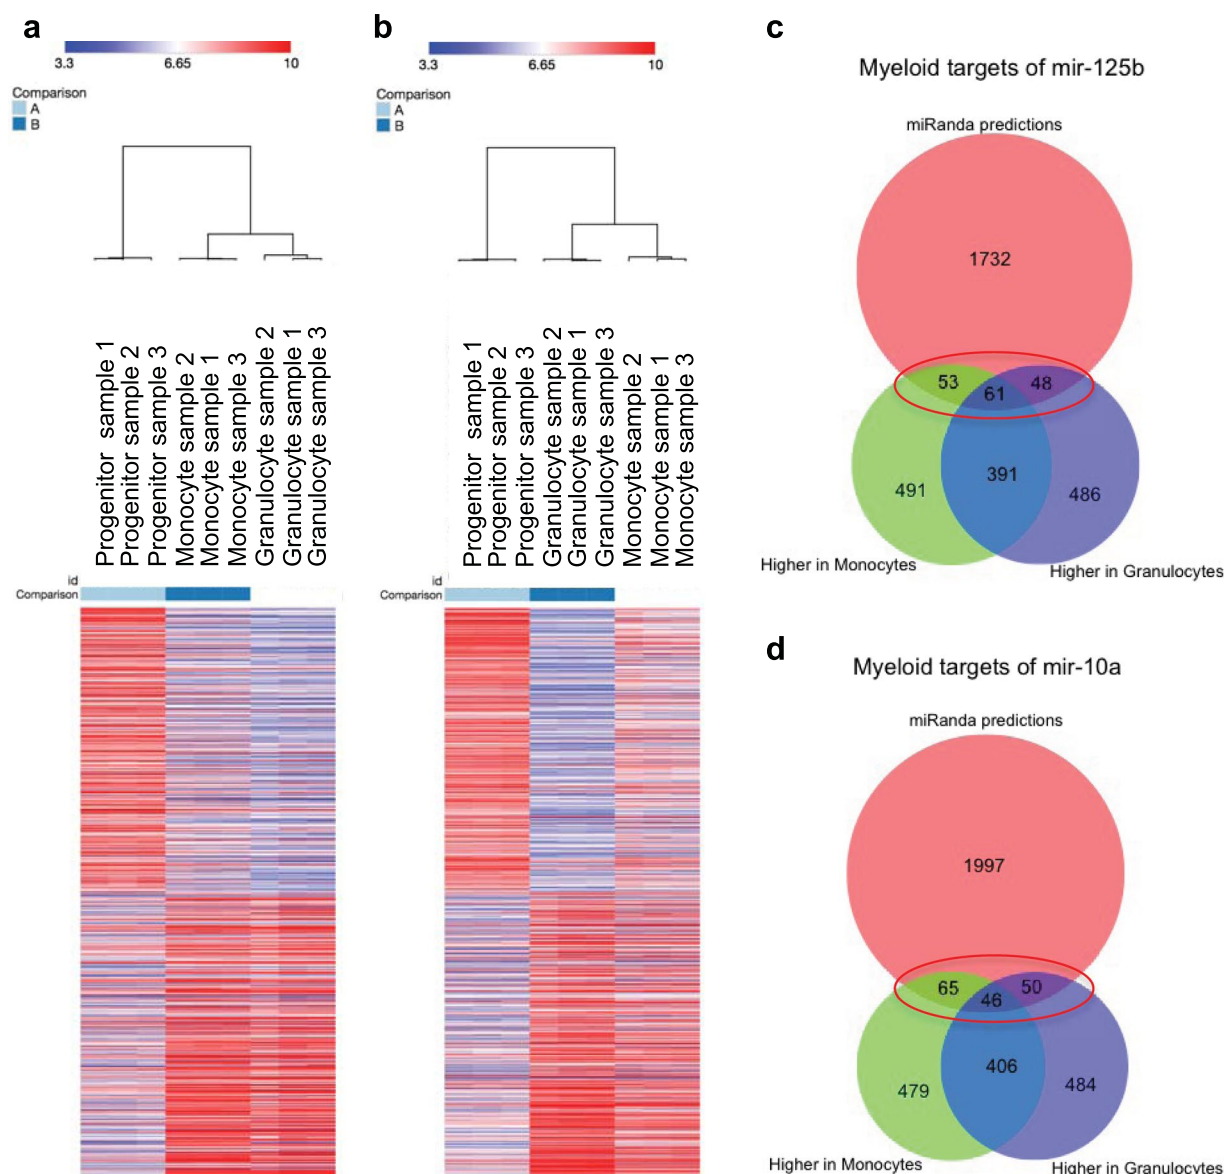 a
3.3 6.65 10
Comparison
A
B
Progenitor sample 1
Progenitor sample 2
Progenitor sample 3
Monocyte sample 2
Monocyte sample 1
Monocyte sample 3
Granulocyte sample 2
Granulocyte sample 1
Granulocyte sample 3
id
Comparison
b
3.3 6.65 10
Comparison
A
B
Progenitor sample 1
Progenitor sample 2
Progenitor sample 3
Granulocyte sample 2
Granulocyte sample 1
Granulocyte sample 3
Monocyte sample 2
Monocyte sample 1
Monocyte sample 3
id
Comparison
c
Myeloid targets of mir-125b
miRanda predictions
1732
53 61 48
491 391 486
Higher in Monocytes
Higher in Granulocytes
d
Myeloid targets of mir-10a
miRanda predictions
1997
65 46 50
479 406 484
Higher in Monocytes
Higher in Granulocytes